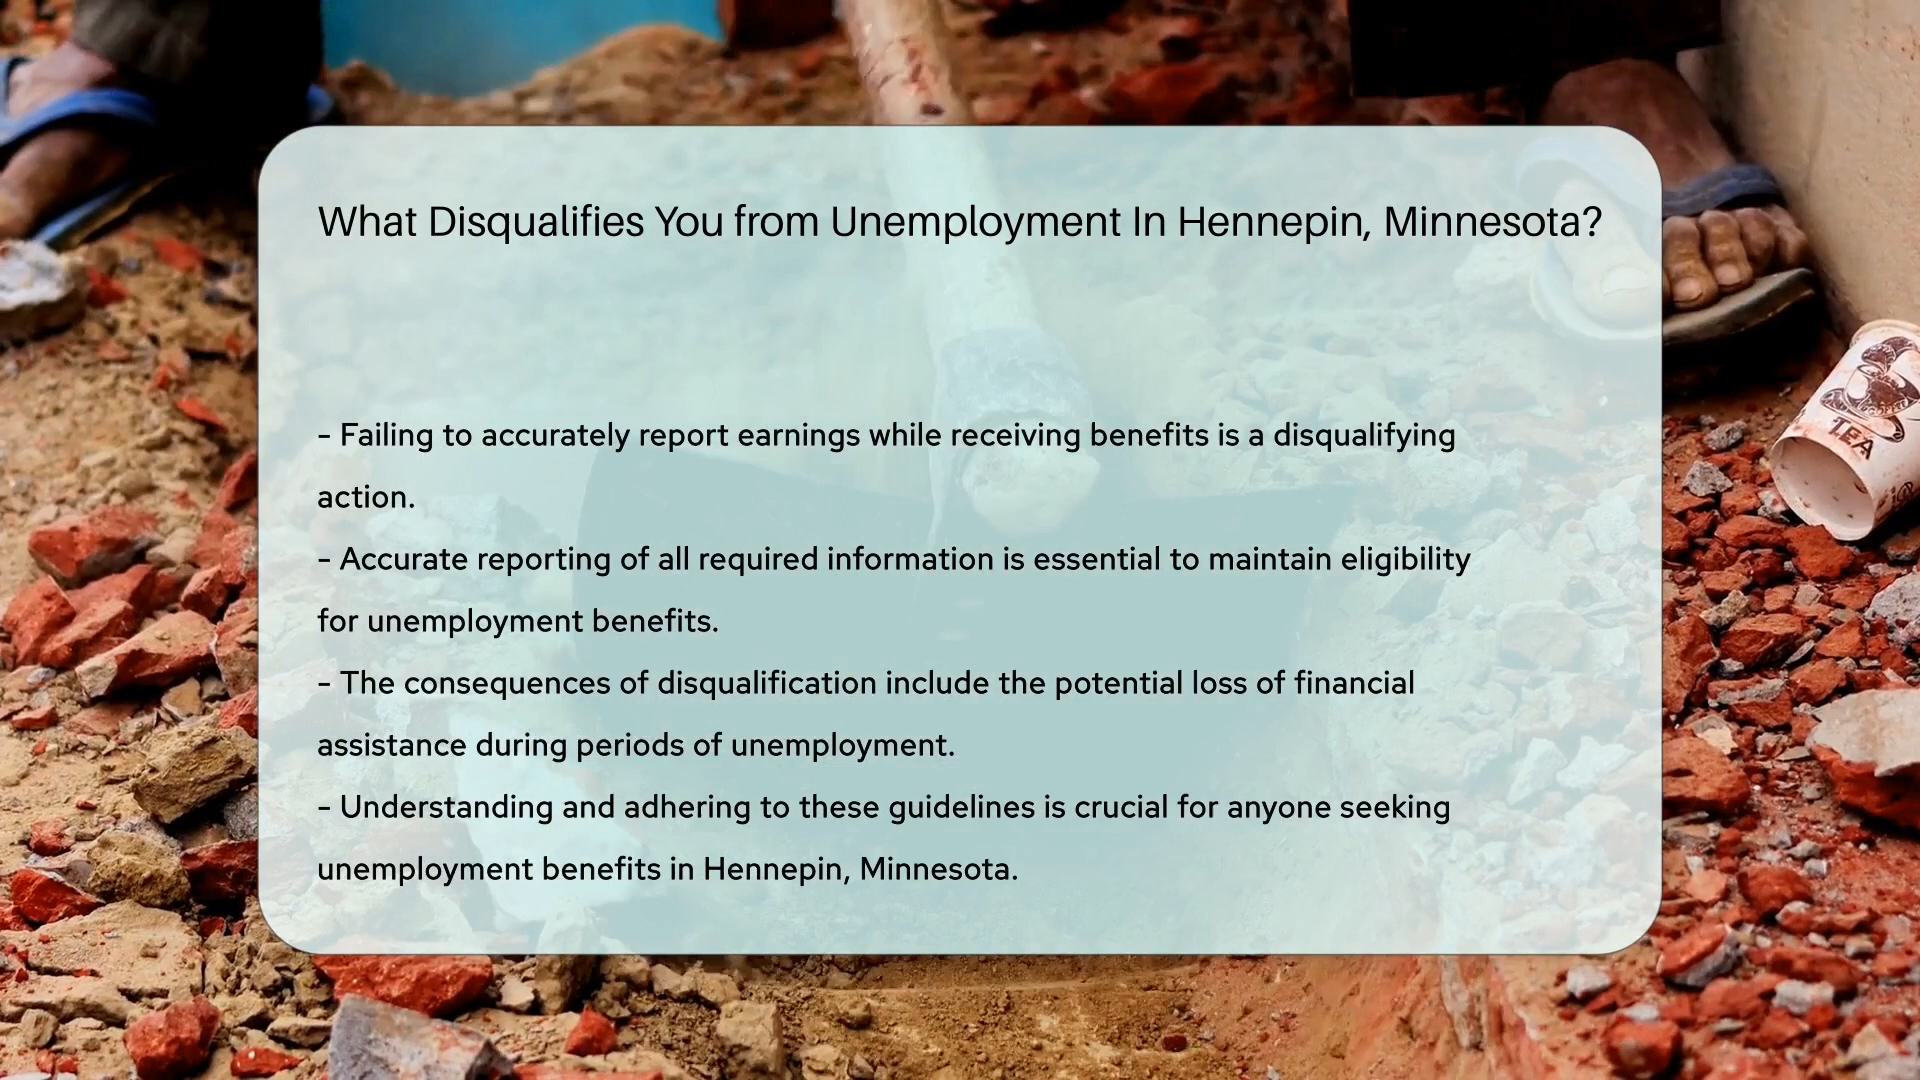 What Disqualifies You from Unemployment In Hennepin, Minnesota?
- Failing to accurately report earnings while receiving benefits is a disqualifying
action.
- Accurate reporting of all required information is essential to maintain eligibility
for unemployment benefits.
- The consequences of disqualification include the potential loss of financial
assistance during periods of unemployment.
- Understanding and adhering to these guidelines is crucial for anyone seeking
unemployment benefits in Hennepin, Minnesota.
TEA